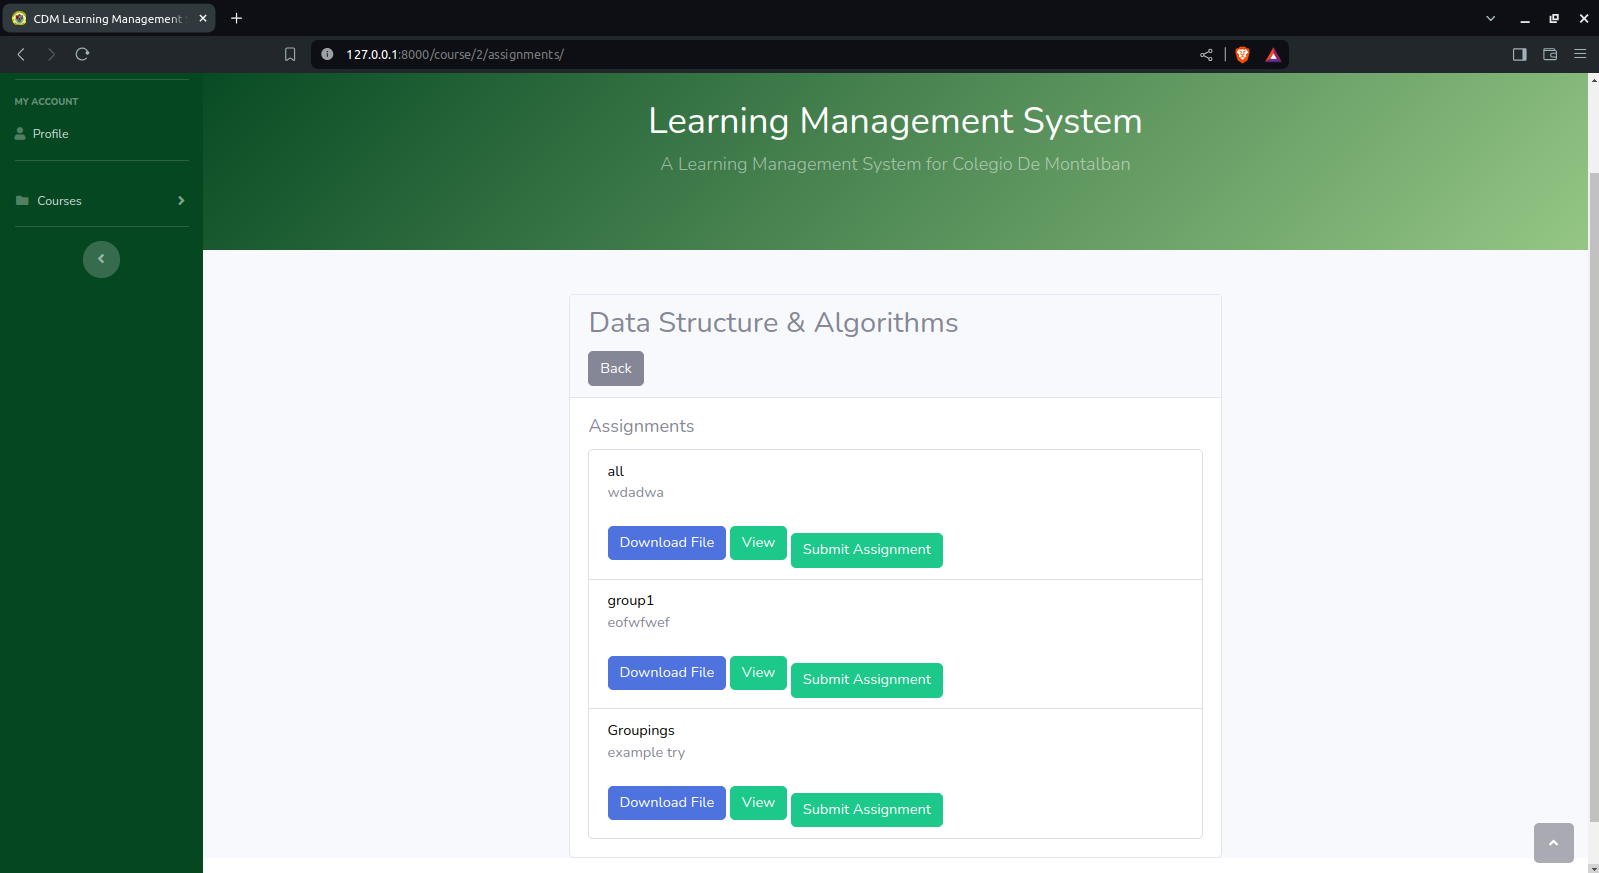 CDM Learning Management
127.0.0.1:8000/course/2/assignments/
MY ACCOUNT
Profile
Courses
Learning Management System
A Learning Management System for Colegio De Montalban
Data Structure & Algorithms
Back
Assignments
all
wdadwa
Download File View Submit Assignment
group1
eofwfwef
Download File View Submit Assignment
Groupings
example try
Download File View Submit Assignment